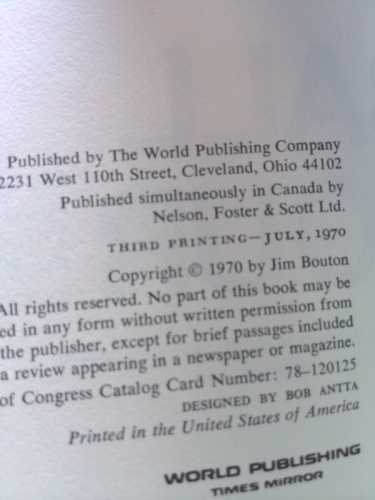 Published by The World Publishing Company
2231 West 110th Street, Cleveland, Ohio 44102
Published simultaneously in Canada by
Nelson, Foster & Scott Ltd.
THIRD PRINTING—JULY, 1970
Copyright © 1970 by Jim Bouton
All rights reserved. No part of this book may be
ed in any form without written permission from
the publisher, except for brief passages included
a review appearing in a newspaper or magazine.
of Congress Catalog Card Number: 78-120125
DESIGNED BY BOB ANTTA
Printed in the United States of America
WORLD PUBLISHING
TIMES MIRROR